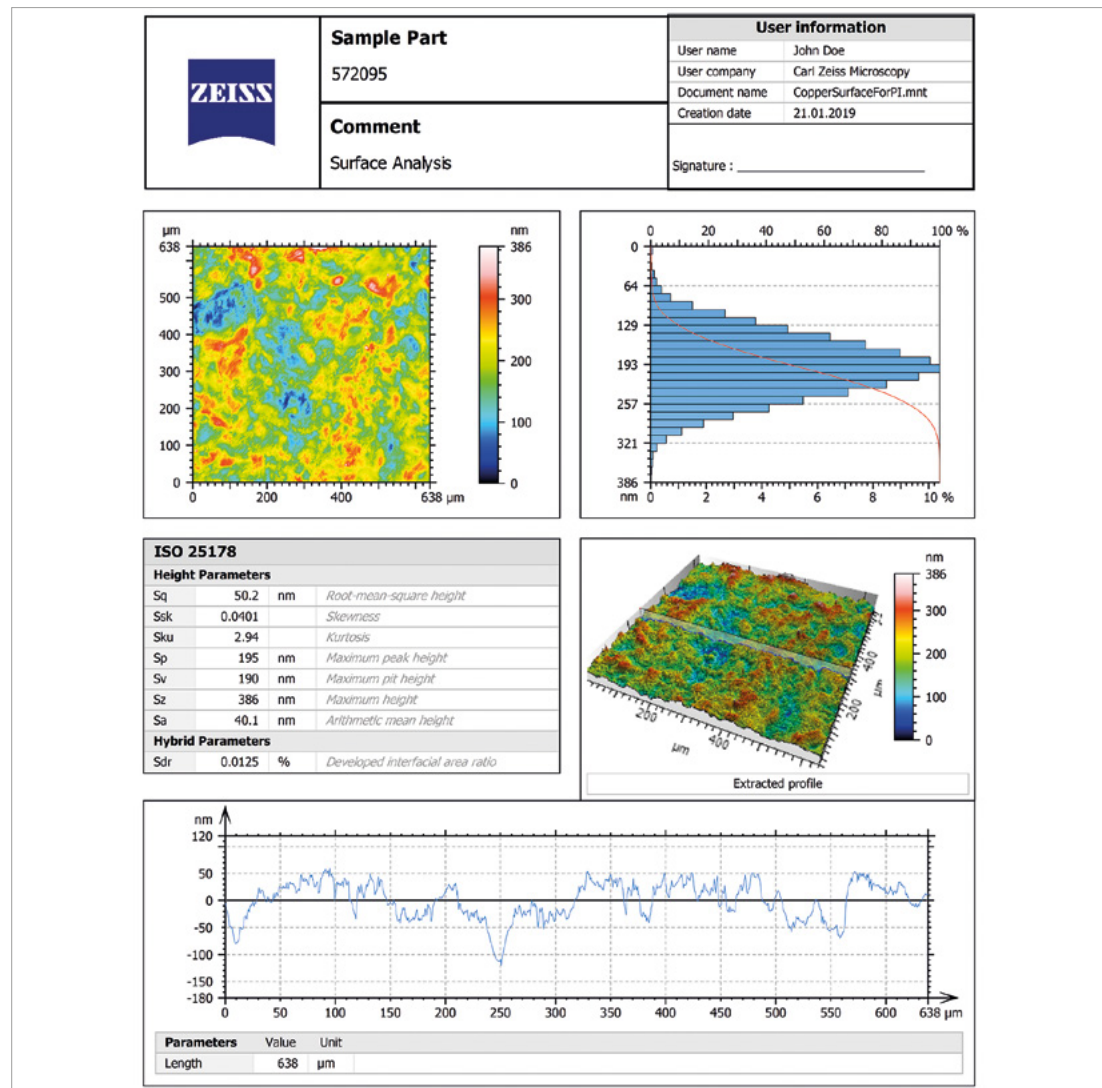 ZEISS
Sample Part
572095
Comment
Surface Analysis
User information
User name John Doe
User company Carl Zeiss Microscopy
Document name CopperSurfaceForPI.mnt
Creation date 21.01.2019
Signature :
µm
638
500
400
300
200
100
0
0 200 400 638 µm
nm
386
300
200
100
0
0 20 40 60 80 100 %
0
64
129
193
257
321
386
nm 0 2 4 6 8 10 %
ISO 25178
Height Parameters
Sq 50.2 nm Root-mean-square height
Ssk 0.0401 Skewness
Sku 2.94 Kurtosis
Sp 195 nm Maximum peak height
Sv 190 nm Maximum pit height
Sz 386 nm Maximum height
Sa 40.1 nm Arithmetic mean height
Hybrid Parameters
Sdr 0.0125 % Developed interfacial area ratio
nm
386
300
200
100
0
200
400
µm
200
400
µm
Extracted profile
nm
120
50
0
-50
-100
-150
-180
0 50 100 150 200 250 300 350 400 450 500 550 600 638 µm
Parameters Value Unit
Length 638 µm